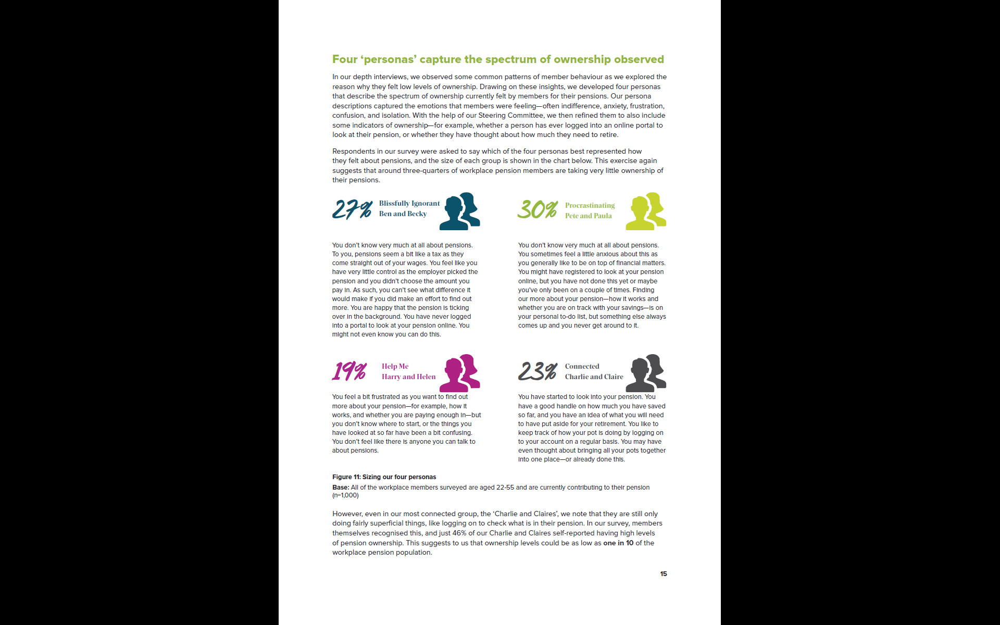 Four ‘personas’ capture the spectrum of ownership observed
In our depth interviews, we observed some common patterns of member behaviour as we explored the
reason why they felt low levels of ownership. Drawing on these insights, we developed four personas
that describe the spectrum of ownership currently felt by members for their pensions. Our persona
descriptions captured the emotions that members were feeling—often indifference, anxiety, frustration,
confusion, and isolation. With the help of our Steering Committee, we then refined them to also include
some indicators of ownership—for example, whether a person has ever logged into an online portal to
look at their pension, or whether they have thought about how much they need to retire.
Respondents in our survey were asked to say which of the four personas best represented how
they felt about pensions, and the size of each group is shown in the chart below. This exercise again
suggests that around three-quarters of workplace pension members are taking very little ownership of
their pensions.
27%
Blissfully Ignorant
Ben and Becky
You don’t know very much at all about pensions.
To you, pensions seem a bit like a tax as they
come straight out of your wages. You feel like you
have very little control as the employer picked the
pension and you didn’t choose the amount you
pay in. As such, you can’t see what difference it
would make if you did make an effort to find out
more. You are happy that the pension is ticking
over in the background. You have never logged
into a portal to look at your pension online. You
might not even know you can do this.
30%
Procrastinating
Pete and Paula
You don’t know very much at all about pensions.
You sometimes feel a little anxious about this as
you generally like to be on top of financial matters.
You might have registered to look at your pension
online, but you have not done this yet or maybe
you’ve only been on a couple of times. Finding
our more about your pension—how it works and
whether you are on track with your savings—is on
your personal to-do list, but something else always
comes up and you never get around to it.
19%
Help Me
Harry and Helen
You feel a bit frustrated as you want to find out
more about your pension—for example, how it
works, and whether you are paying enough in—but
you don’t know where to start, or the things you
have looked at so far have been a bit confusing.
You don’t feel like there is anyone you can talk to
about pensions.
23%
Connected
Charlie and Claire
You have started to look into your pension. You
have a good handle on how much you have saved
so far, and you have an idea of what you will need
to have put aside for your retirement. You like to
keep track of how your pot is doing by logging on
to your account on a regular basis. You may have
even thought about bringing all your pots together
into one place—or already done this.
Figure 11: Sizing our four personas
Base: All of the workplace members surveyed are aged 22-55 and are currently contributing to their pension
(n=1,000)
However, even in our most connected group, the ‘Charlie and Claires’, we note that they are still only
doing fairly superficial things, like logging on to check what is in their pension. In our survey, members
themselves recognised this, and just 46% of our Charlie and Claires self-reported having high levels
of pension ownership. This suggests to us that ownership levels could be as low as one in 10 of the
workplace pension population.
15